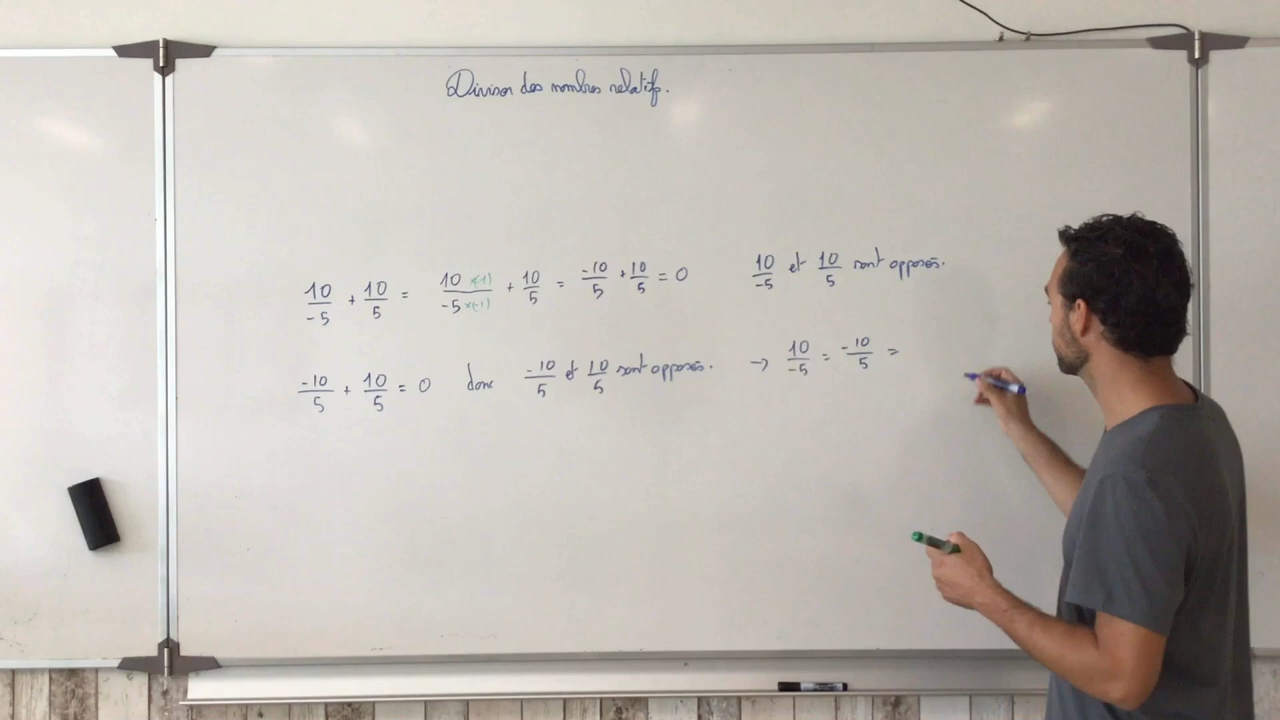 Division des nombres relatifs.
10/-5 + 10/5 = 10 ×(-1)/-5 ×(-1) + 10/5 = -10/5 + 10/5 = 0
10/-5 et 10/5 sont opposés.
-10/5 + 10/5 = 0 donc -10/5 et 10/5 sont opposés.
→ 10/-5 = -10/5 =